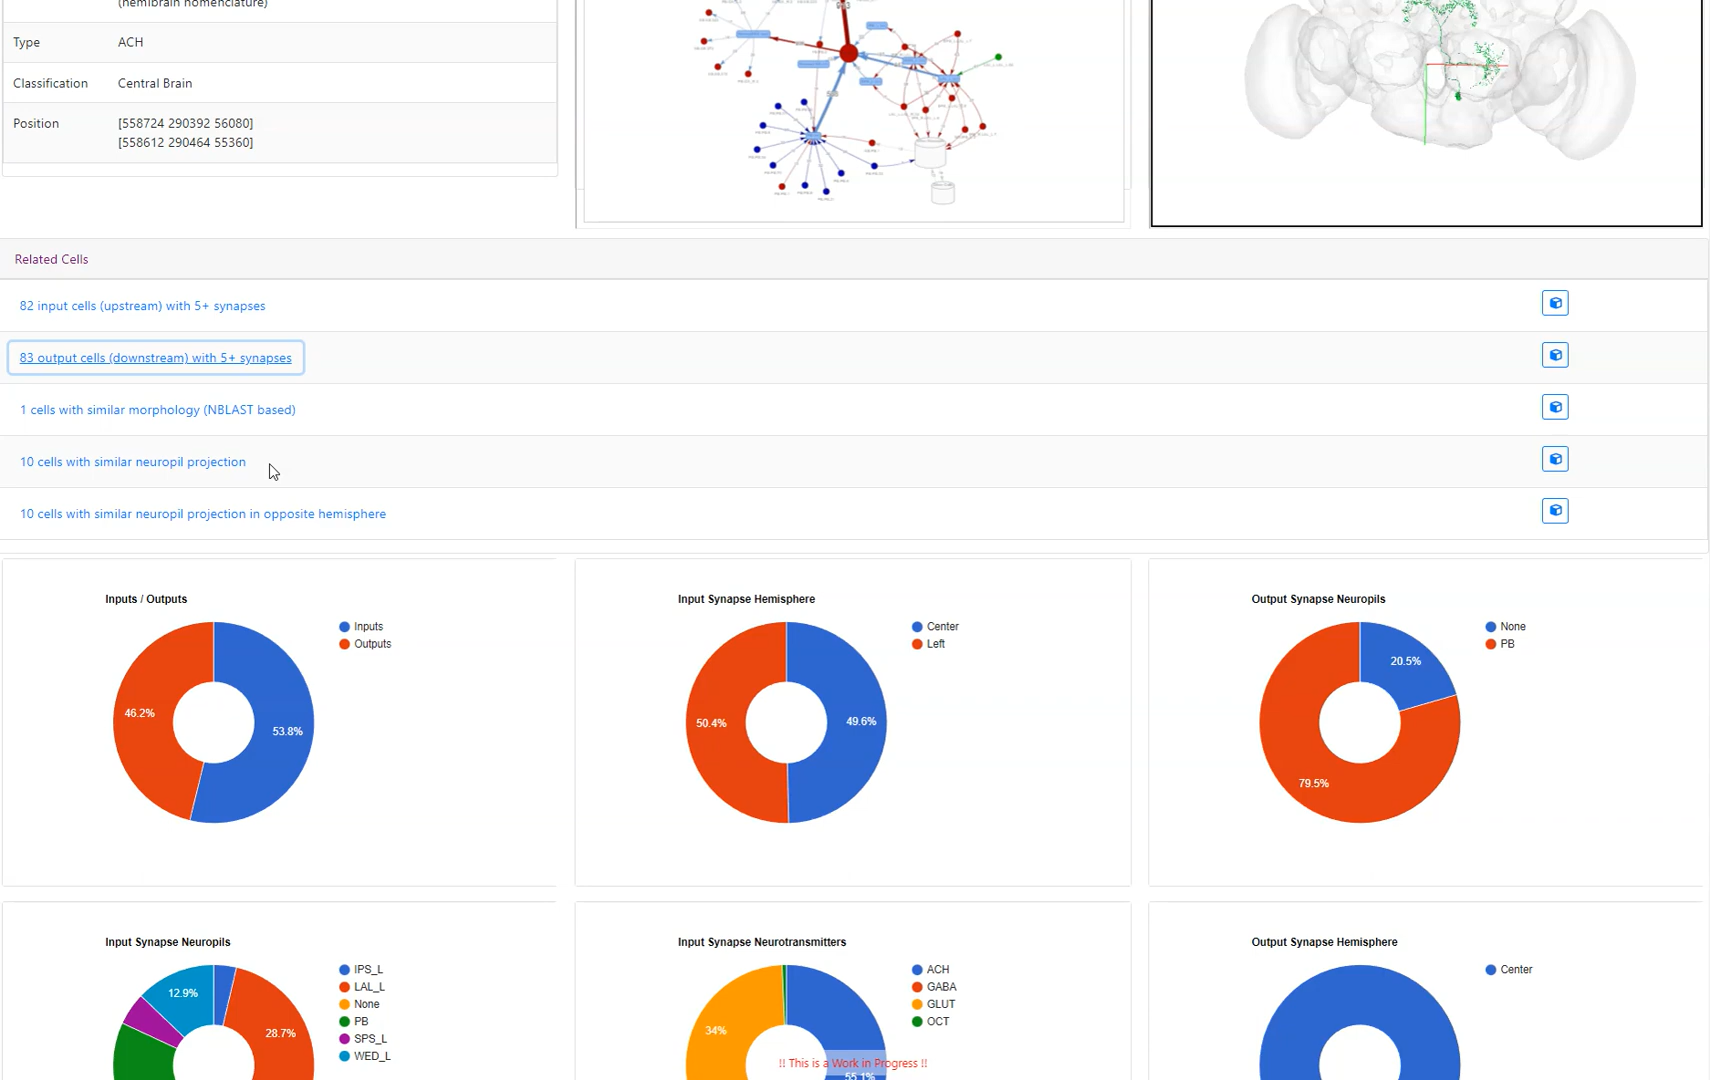 (hemibrain nomenclature)
Type ACH
Classification Central Brain
Position [558724 290392 56080]
[558612 290464 55360]
Related Cells
82 input cells (upstream) with 5+ synapses
83 output cells (downstream) with 5+ synapses
1 cells with similar morphology (NBLAST based)
10 cells with similar neuropil projection
10 cells with similar neuropil projection in opposite hemisphere
Inputs / Outputs
Inputs
Outputs
46.2%
53.8%
Input Synapse Hemisphere
Center
Left
50.4%
49.6%
Output Synapse Neuropils
None
PB
20.5%
79.5%
Input Synapse Neuropils
IPS_L
LAL_L
None
PB
SPS_L
WED_L
12.9%
28.7%
Input Synapse Neurotransmitters
ACH
GABA
GLUT
OCT
34%
55.1%
Output Synapse Hemisphere
Center
!! This is a Work in Progress !!